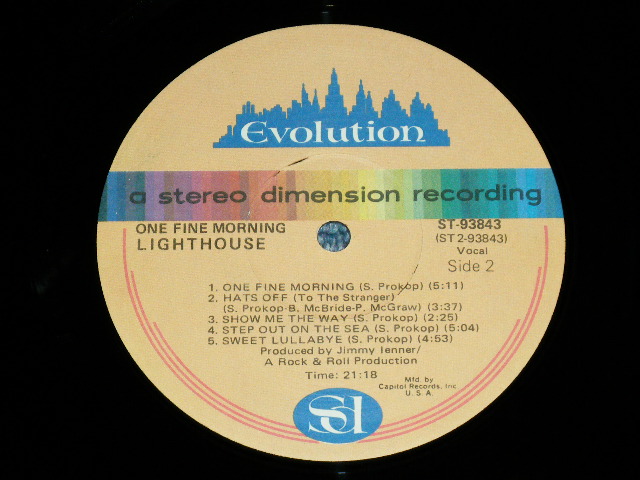 Evolution
a stereo dimension recording
ONE FINE MORNING
LIGHTHOUSE
ST-93843
(ST 2-93843)
Vocal
Side 2
1. ONE FINE MORNING (S. Prokop) (5:11)
2. HATS OFF (To The Stranger)
(S. Prokop-B. McBride-P. McGraw) (3:37)
3. SHOW ME THE WAY (S. Prokop) (2:25)
4. STEP OUT ON THE SEA (S. Prokop) (5:04)
5. SWEET LULLABYE (S. Prokop) (4:53)
Produced by Jimmy Ienner/
A Rock & Roll Production
Time: 21:18
Mfd by
Capitol Records, Inc
U.S.A.
sd